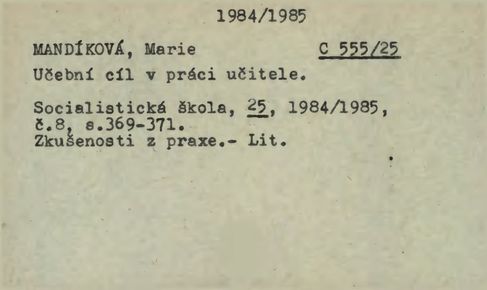 1984/1985
MANDÍKOVÁ, Marie C 555/25
Učební cíl v práci učitele.
Socialistická škola, 25, 1984/1985,
č.8, s.369-371.
Zkušenosti z praxe.- Lit.